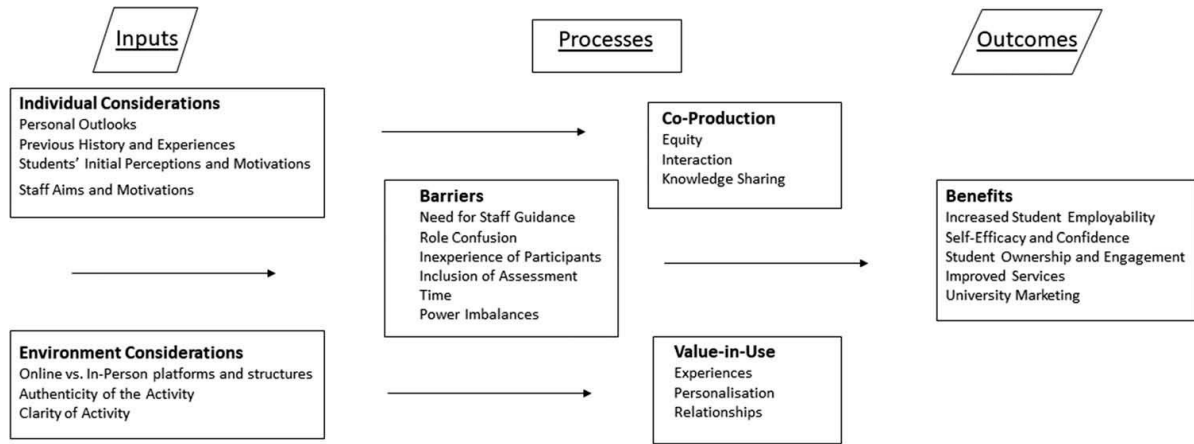 Inputs
Processes
Outcomes
Individual Considerations
Personal Outlooks
Previous History and Experiences
Students' Initial Perceptions and Motivations
Staff Aims and Motivations
Environment Considerations
Online vs. In-Person platforms and structures
Authenticity of the Activity
Clarity of Activity
Barriers
Need for Staff Guidance
Role Confusion
Inexperience of Participants
Inclusion of Assessment
Time
Power Imbalances
Co-Production
Equity
Interaction
Knowledge Sharing
Value-in-Use
Experiences
Personalisation
Relationships
Benefits
Increased Student Employability
Self-Efficacy and Confidence
Student Ownership and Engagement
Improved Services
University Marketing